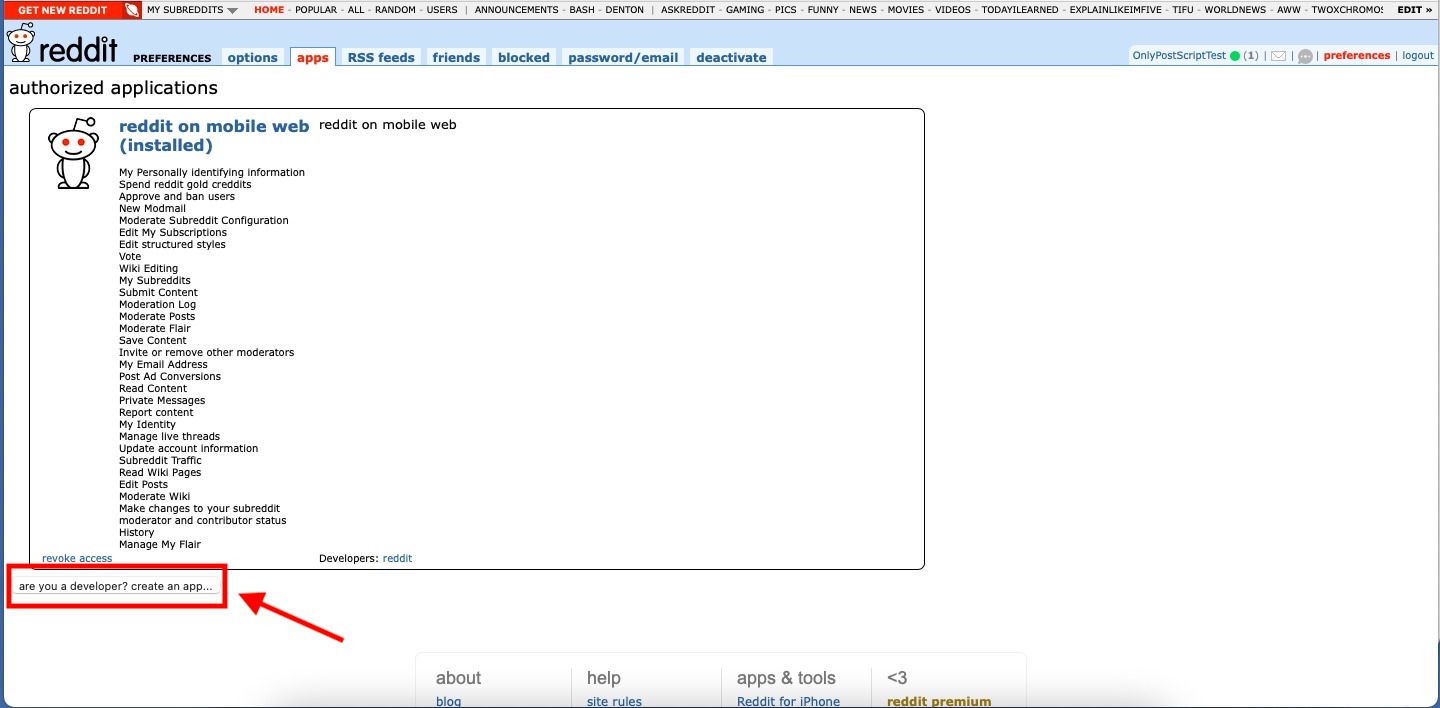 GET NEW REDDIT MY SUBREDDITS HOME - POPULAR - ALL - RANDOM - USERS | ANNOUNCEMENTS - BASH - DENTON | ASKREDDIT - GAMING - PICS - FUNNY - NEWS - MOVIES - VIDEOS - TODAYILEARNED - EXPLAINLIKEIMFIVE - TIFU - WORLDNEWS - AWW - TWOXCHROMOS EDIT »
reddit PREFERENCES options apps RSS feeds friends blocked password/email deactivate OnlyPostScriptTest (1) | | | preferences | logout
authorized applications
reddit on mobile web reddit on mobile web
(installed)
My Personally identifying information
Spend reddit gold creddits
Approve and ban users
New Modmail
Moderate Subreddit Configuration
Edit My Subscriptions
Edit structured styles
Vote
Wiki Editing
My Subreddits
Submit Content
Moderation Log
Moderate Posts
Moderate Flair
Save Content
Invite or remove other moderators
My Email Address
Post Ad Conversions
Read Content
Private Messages
Report content
My Identity
Manage live threads
Update account information
Subreddit Traffic
Read Wiki Pages
Edit Posts
Moderate Wiki
Make changes to your subreddit
moderator and contributor status
History
Manage My Flair
revoke access Developers: reddit
are you a developer? create an app...
about help apps & tools <3
blog site rules Reddit for iPhone reddit premium